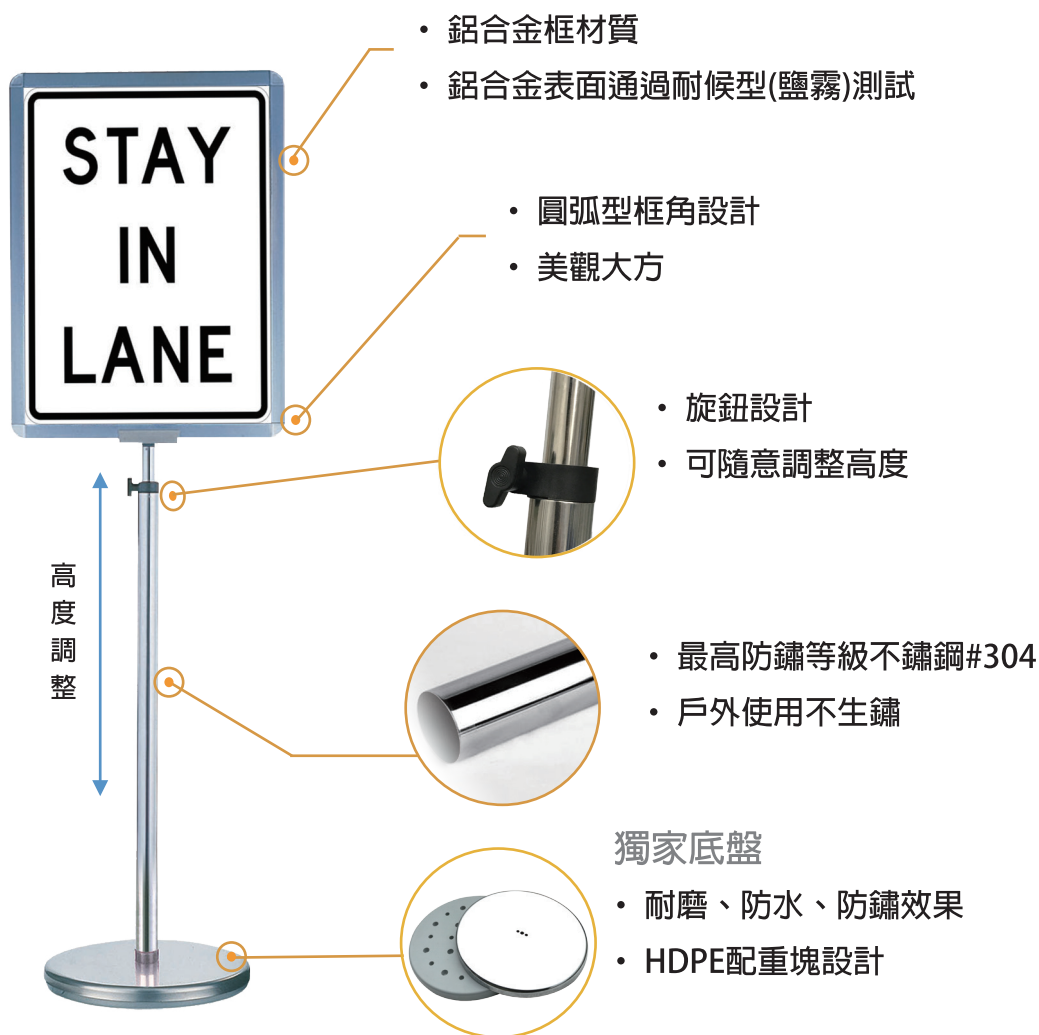 • 鋁合金框材質
• 鋁合金表面通過耐候型(鹽霧)測試
STAY
IN
LANE
• 圓弧型框角設計
• 美觀大方
• 旋鈕設計
• 可隨意調整高度
高度調整
• 最高防鏽等級不鏽鋼#304
• 戶外使用不生鏽
獨家底盤
• 耐磨、防水、防鏽效果
• HDPE配重塊設計